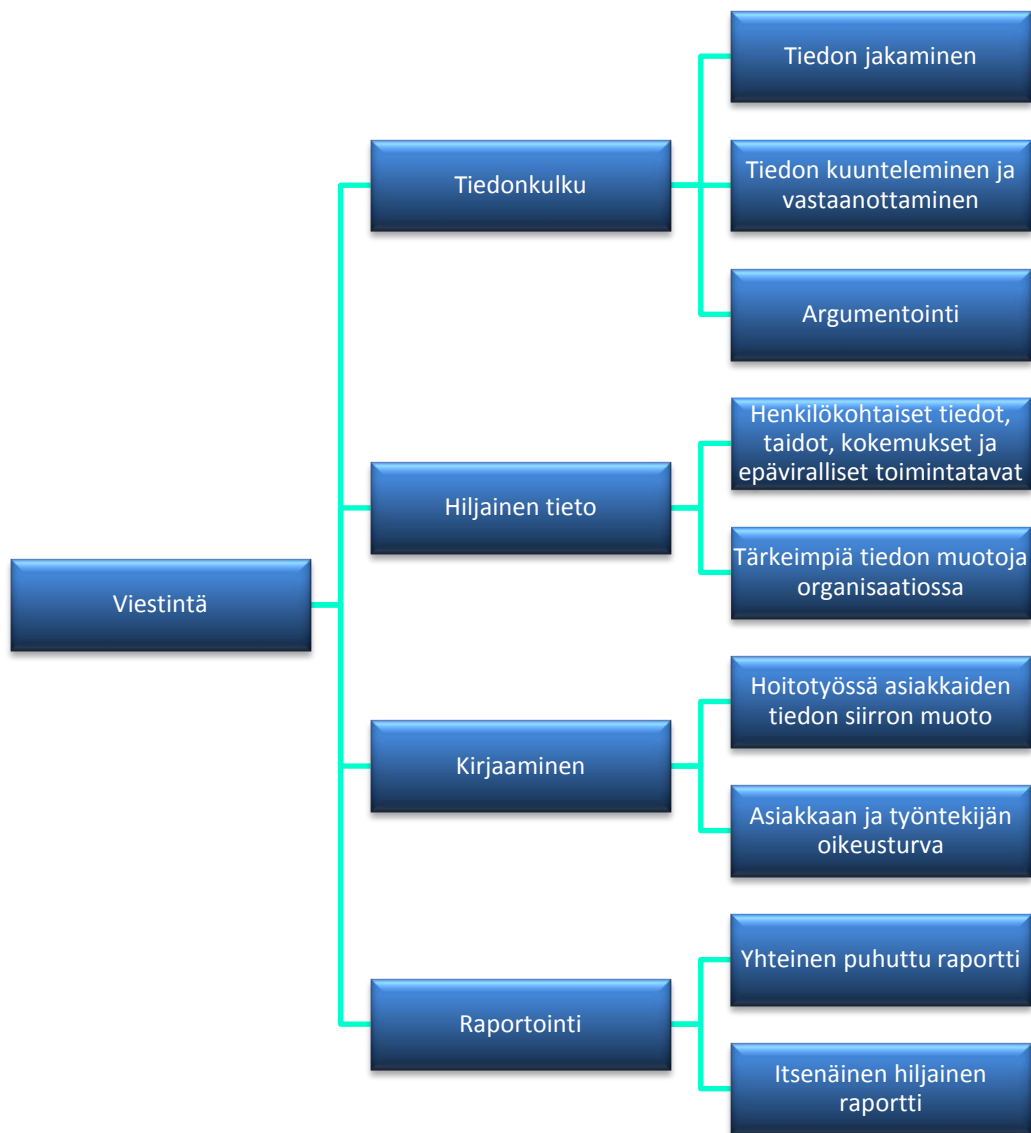 Viestintä
Tiedonkulku
Tiedon jakaminen
Tiedon kuunteleminen ja
vastaanottaminen
Argumentointi
Hiljainen tieto
Henkilökohtaiset tiedot,
taidot, kokemukset ja
epäviralliset toimintatavat
Tärkeimpiä tiedon muotoja
organisaatiossa
Kirjaaminen
Hoitotyössä asiakkaiden
tiedon siirron muoto
Asiakkaan ja työntekijän
oikeusturva
Raportointi
Yhteinen puhuttu raportti
Itsenäinen hiljainen
raportti